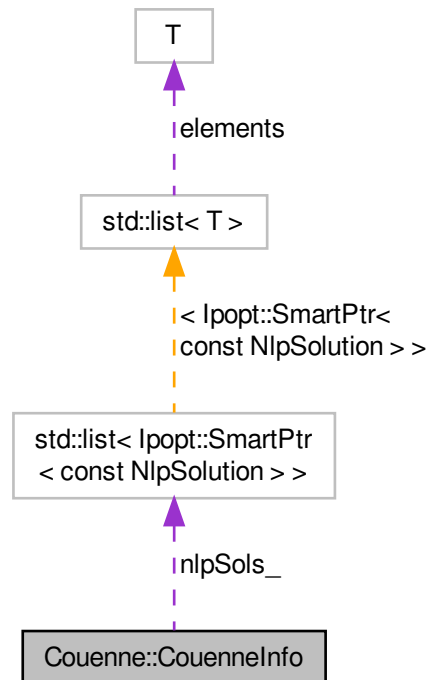 T
elements
std::list< T >
< Ipopt::SmartPtr<
const NlpSolution > >
std::list< Ipopt::SmartPtr
< const NlpSolution > >
nlpSols_
Couenne::CouenneInfo